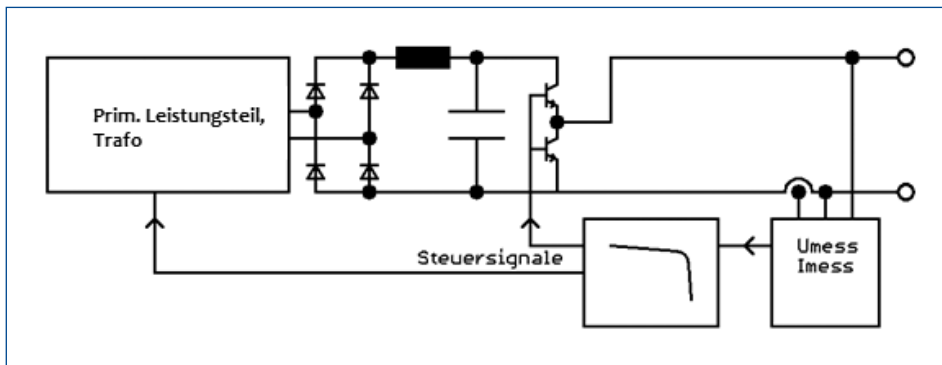 Prim. Leistungsteil,
Trafo
Steuersignale
Umess
Imess